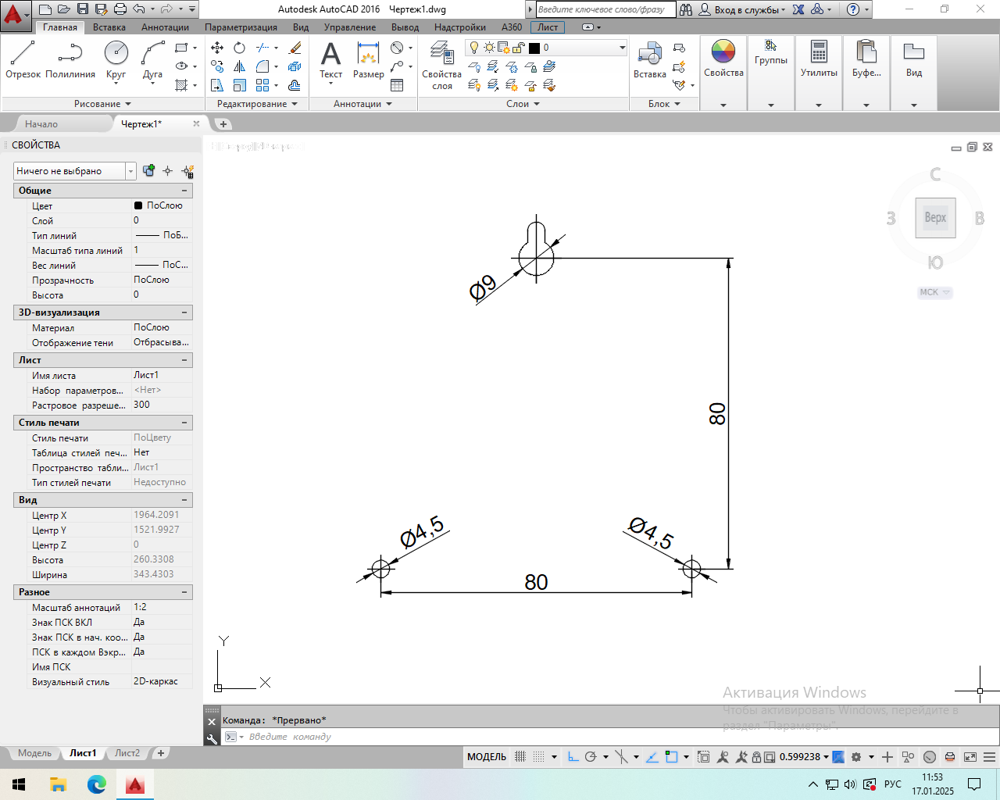 Autodesk AutoCAD 2016 Чертеж1.dwg
Введите ключевое слово/фразу
Вход в службы
Главная Вставка Аннотации Параметризация Вид Управление Вывод Надстройки A360 Лист
Отрезок Полилиния Круг Дуга
Текст Размер
Свойства слоя
0
Вставка
Свойства
Группы
Утилиты
Буфе...
Вид
Рисование Редактирование Аннотации Слои Блок
Начало Чертеж1*
СВОЙСТВА
Ничего не выбрано
Общие
Цвет ПоСлою
Слой 0
Тип линий ПоБ...
Масштаб типа линий 1
Вес линий ПоС...
Прозрачность ПоСлою
Высота 0
3D-визуализация
Материал ПоСлою
Отображение тени Отбрасыва...
Лист
Имя листа Лист1
Набор параметров... <Нет>
Растровое разреше... 300
Стиль печати
Стиль печати ПоЦвету
Таблица стилей печ... Нет
Пространство табли... Лист1
Тип стилей печати Недоступно
Вид
Центр X 1964.2091
Центр Y 1521.9927
Центр Z 0
Высота 260.3308
Ширина 343.4303
Разное
Масштаб аннотаций 1:2
Знак ПСК ВКЛ Да
Знак ПСК в нач. коо... Да
ПСК в каждом Вэкр... Да
Имя ПСК
Визуальный стиль 2D-каркас
С
З Верх В
Ю
МСК
Ø9
80
Ø4,5
Ø4,5
80
Y
X
Активация Windows
Чтобы активировать Windows, перейдите в
раздел "Параметры".
Команда: *Прервано*
Введите команду
Модель Лист1 Лист2
МОДЕЛЬ
0.599238
РУС
11:53
17.01.2025